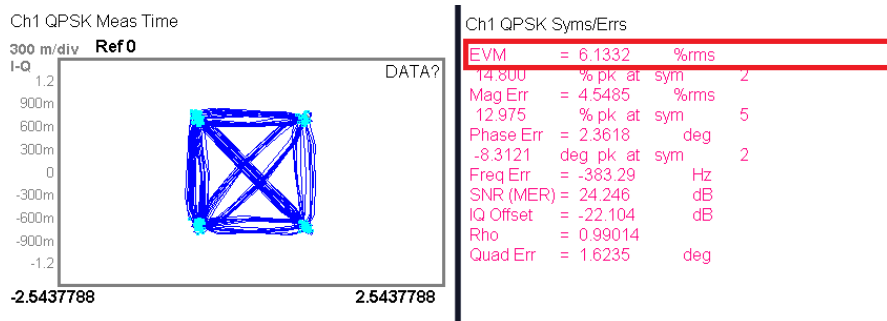 Ch1 QPSK Meas Time
300 m/div Ref 0
I-Q
DATA?
1.2
900m
600m
300m
0
-300m
-600m
-900m
-1.2
-2.5437788 2.5437788
Ch1 QPSK Syms/Errs
EVM = 6.1332 %rms
14.800 % pk at sym 2
Mag Err = 4.5485 %rms
12.975 % pk at sym 5
Phase Err = 2.3618 deg
-8.3121 deg pk at sym 2
Freq Err = -383.29 Hz
SNR (MER) = 24.246 dB
IQ Offset = -22.104 dB
Rho = 0.99014
Quad Err = 1.6235 deg